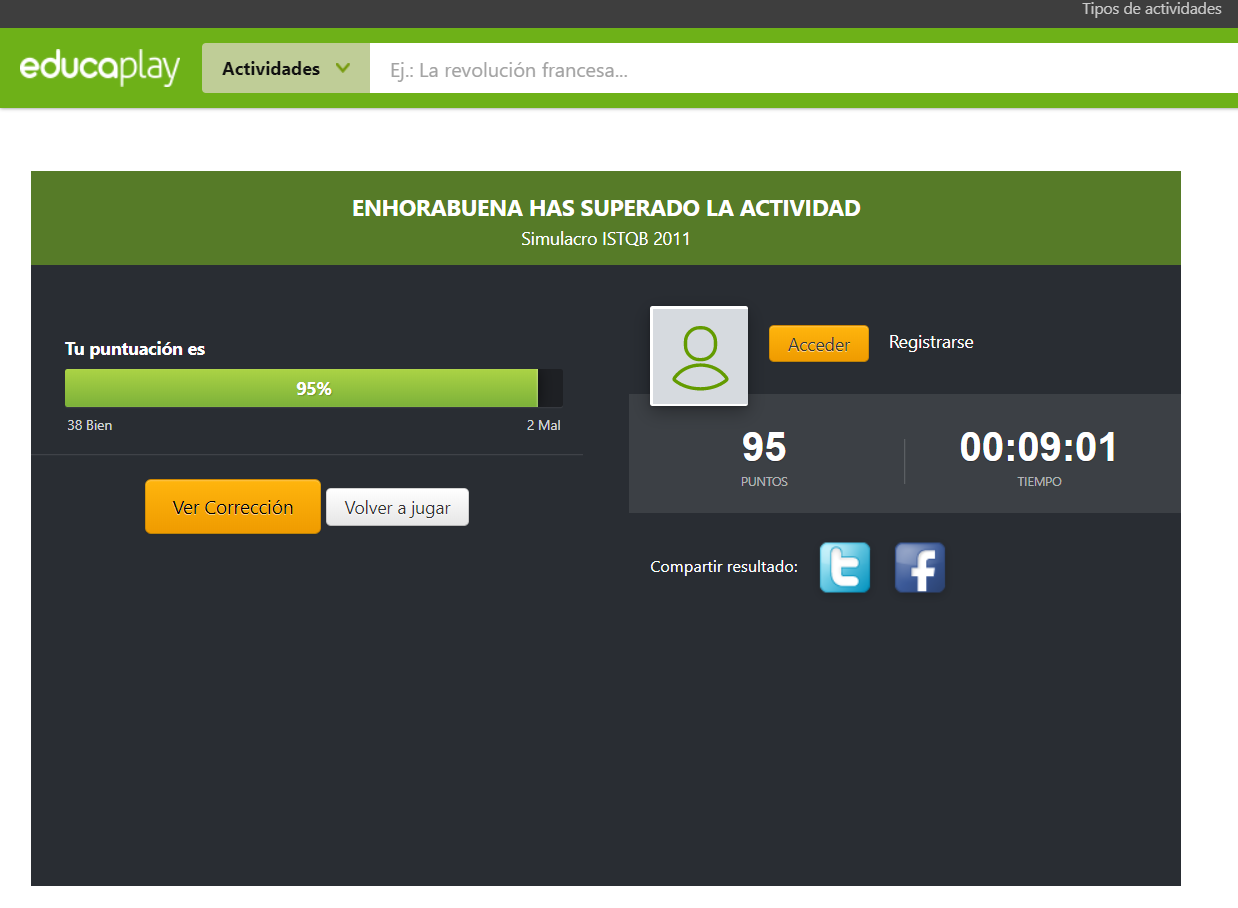 Tipos de actividades
educaplay
Actividades
Ej.: La revolución francesa...
ENHORABUENA HAS SUPERADO LA ACTIVIDAD
Simulacro ISTQB 2011
Tu puntuación es
95%
38 Bien
2 Mal
Ver Corrección
Volver a jugar
Acceder
Registrarse
95
PUNTOS
00:09:01
TIEMPO
Compartir resultado: